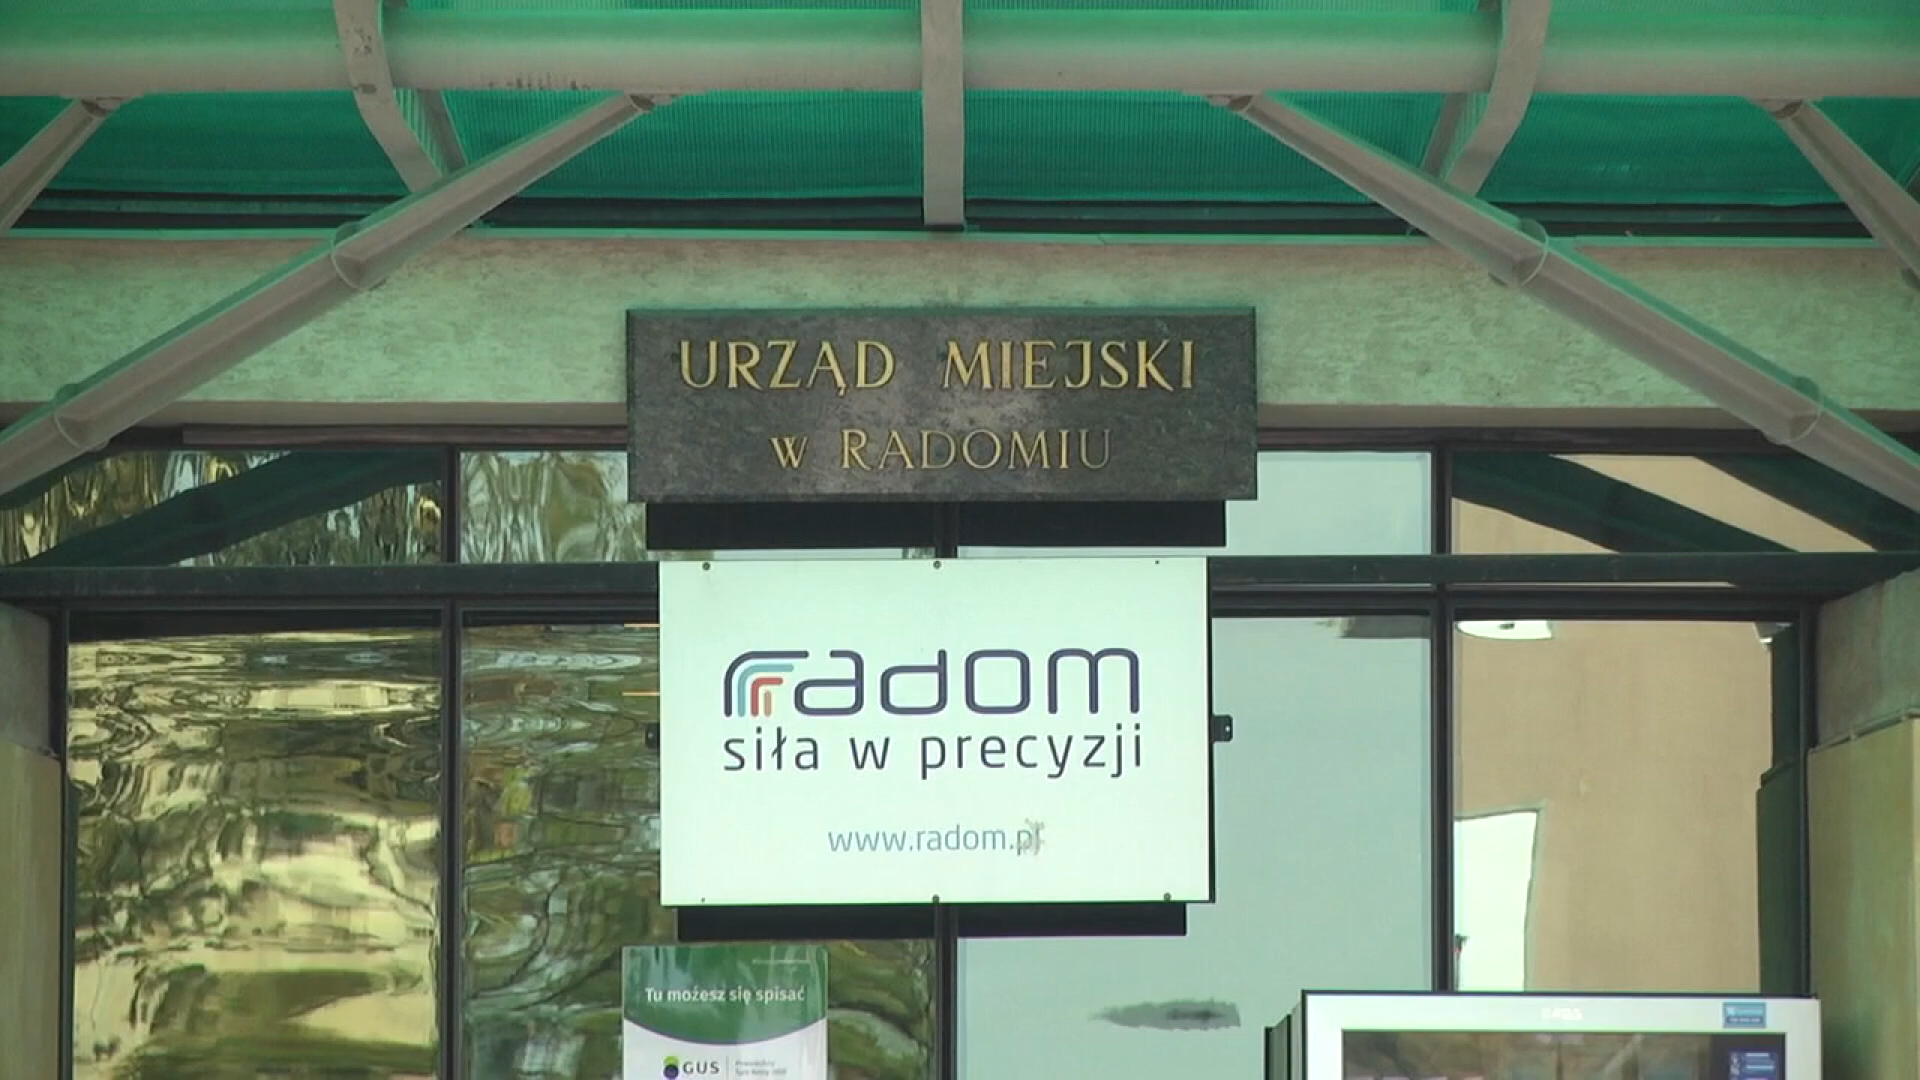 URZĄD MIEJSKI
w RADOMIU
radom
siła w precyzji
www.radom.pl
Tu możesz się spisać
GUS